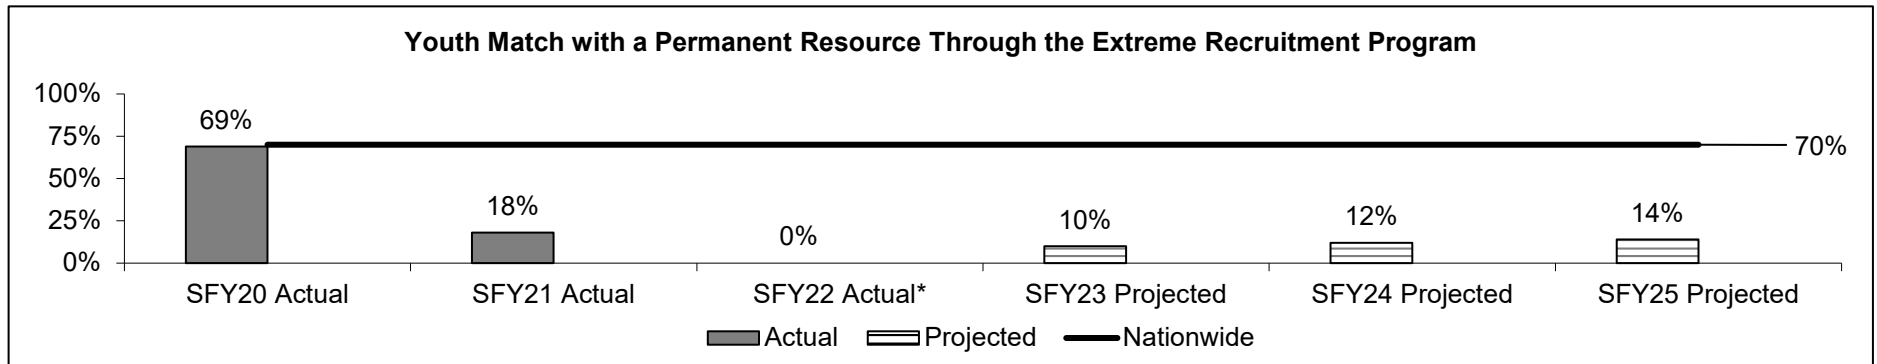 Youth Match with a Permanent Resource Through the Extreme Recruitment Program
100%
75%
50%
25%
0%
69%
18%
0%
10%
12%
14%
70%
SFY20 Actual
SFY21 Actual
SFY22 Actual*
SFY23 Projected
SFY24 Projected
SFY25 Projected
Actual
Projected
Nationwide